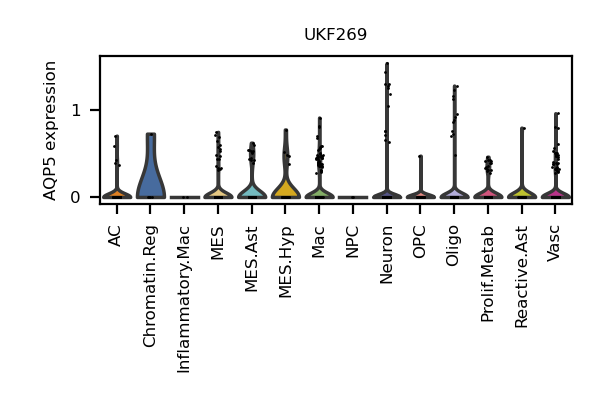 UKF269
AQP5 expression
1
0
AC
Chromatin.Reg
Inflammatory.Mac
MES
MES.Ast
MES.Hyp
Mac
NPC
Neuron
OPC
Oligo
Prolif.Metab
Reactive.Ast
Vasc